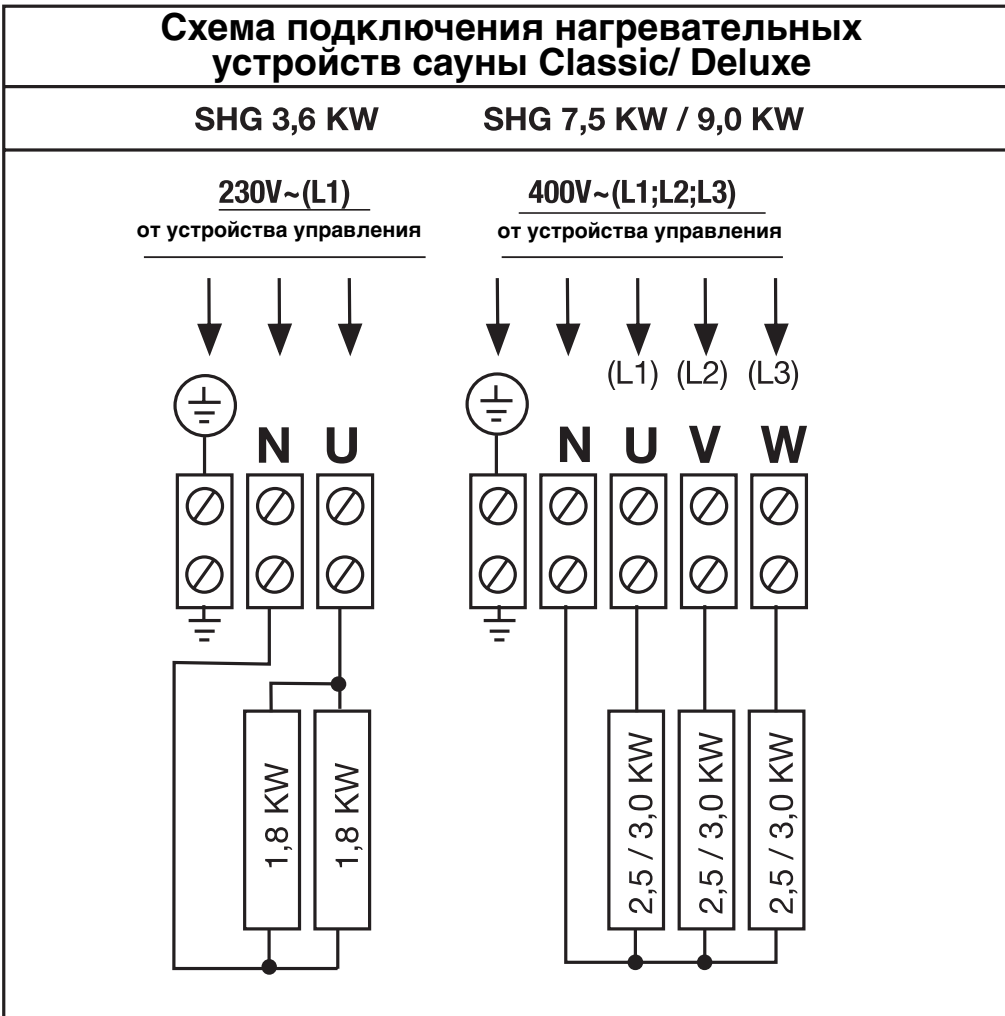 Схема подключения нагревательных
устройств сауны Classic/ Deluxe
SHG 3,6 KW
SHG 7,5 KW / 9,0 KW
230V~(L1)
от устройства управления
400V~(L1;L2;L3)
от устройства управления
(L1) (L2) (L3)
N U
N U V W
1,8 KW
1,8 KW
2,5 / 3,0 KW
2,5 / 3,0 KW
2,5 / 3,0 KW